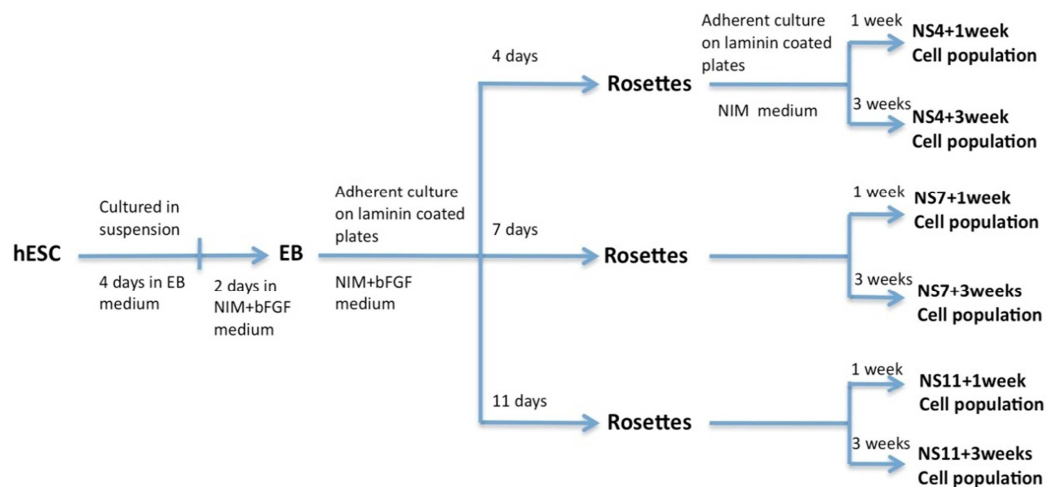 hESC
Cultured in
suspension
4 days in EB
medium
2 days in
NIM+bFGF
medium
EB
Adherent culture
on laminin coated
plates
NIM+bFGF
medium
4 days
Rosettes
Adherent culture
on laminin coated
plates
NIM medium
1 week
NS4+1week
Cell population
3 weeks
NS4+3week
Cell population
7 days
Rosettes
1 week
NS7+1week
Cell population
3 weeks
NS7+3weeks
Cell population
11 days
Rosettes
1 week
NS11+1week
Cell population
3 weeks
NS11+3weeks
Cell population